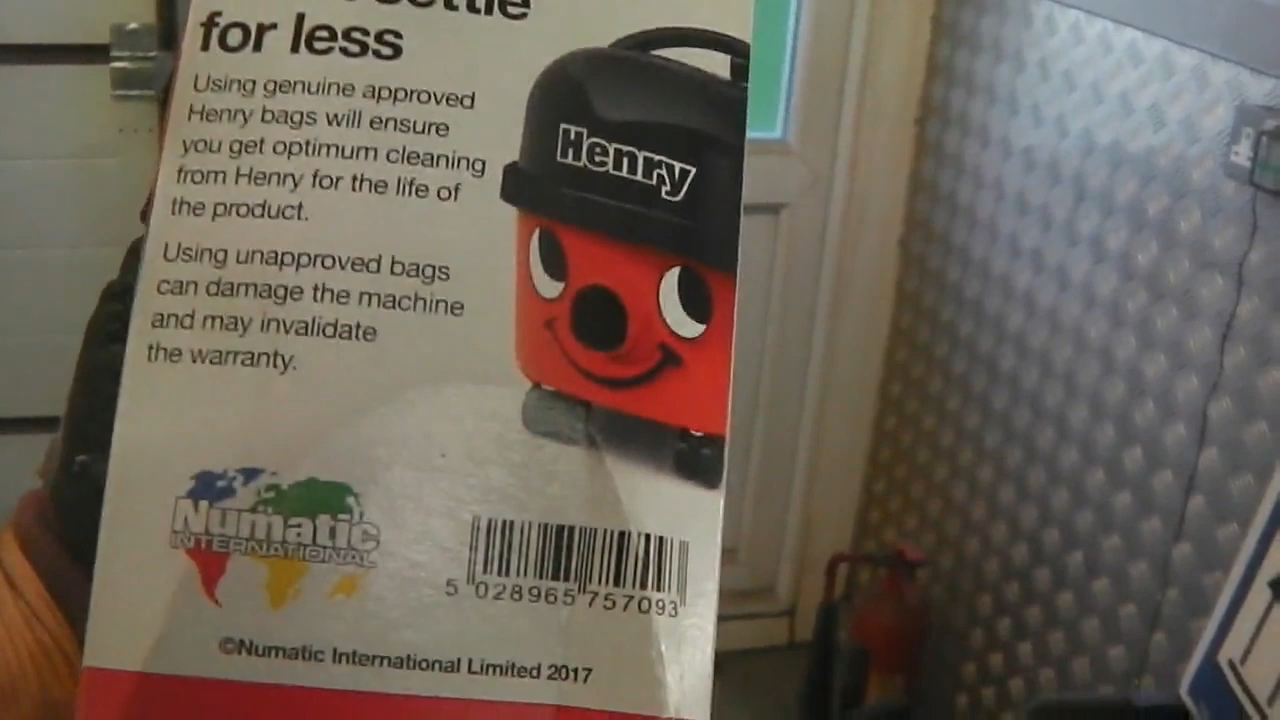 for less
Using genuine approved
Henry bags will ensure
you get optimum cleaning
from Henry for the life of
the product.
Using unapproved bags
can damage the machine
and may invalidate
the warranty.
Henry
Numatic
INTERNATIONAL
5 028965 757093
©Numatic International Limited 2017